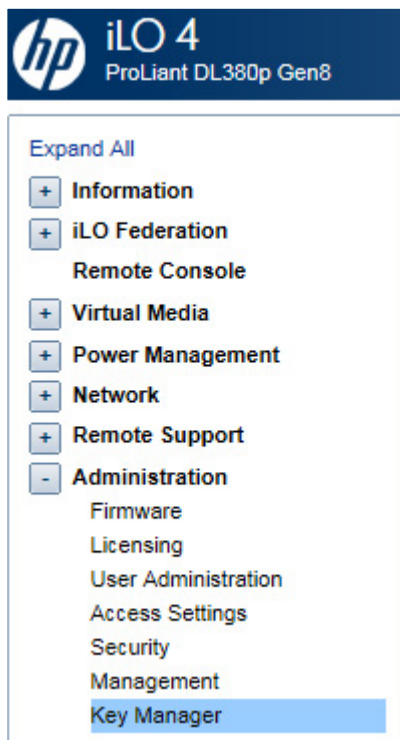 hp
iLO 4
ProLiant DL380p Gen8
Expand All
+ Information
+ iLO Federation
Remote Console
+ Virtual Media
+ Power Management
+ Network
+ Remote Support
- Administration
Firmware
Licensing
User Administration
Access Settings
Security
Management
Key Manager